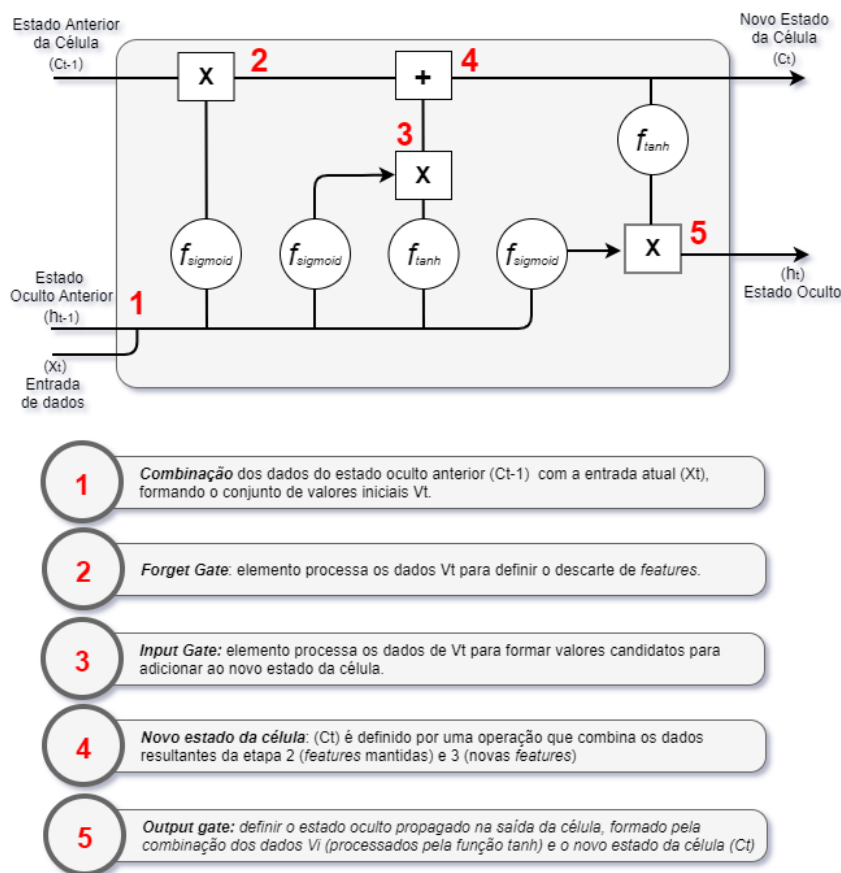 Estado Anterior
da Célula
(Ct-1)
Novo Estado
da Célula
(Ct)
X
2
+
4
3
X
ftanh
fsigmoid
fsigmoid
ftanh
fsigmoid
X
5
(ht)
Estado Oculto
Estado
Oculto Anterior
(ht-1)
1
(Xt)
Entrada
de dados
1
Combinação dos dados do estado oculto anterior (Ct-1) com a entrada atual (Xt),
formando o conjunto de valores iniciais Vt.
2
Forget Gate: elemento processa os dados Vt para definir o descarte de features.
3
Input Gate: elemento processa os dados de Vt para formar valores candidatos para
adicionar ao novo estado da célula.
4
Novo estado da célula: (Ct) é definido por uma operação que combina os dados
resultantes da etapa 2 (features mantidas) e 3 (novas features)
5
Output gate: definir o estado oculto propagado na saída da célula, formado pela
combinação dos dados Vi (processados pela função tanh) e o novo estado da célula (Ct)